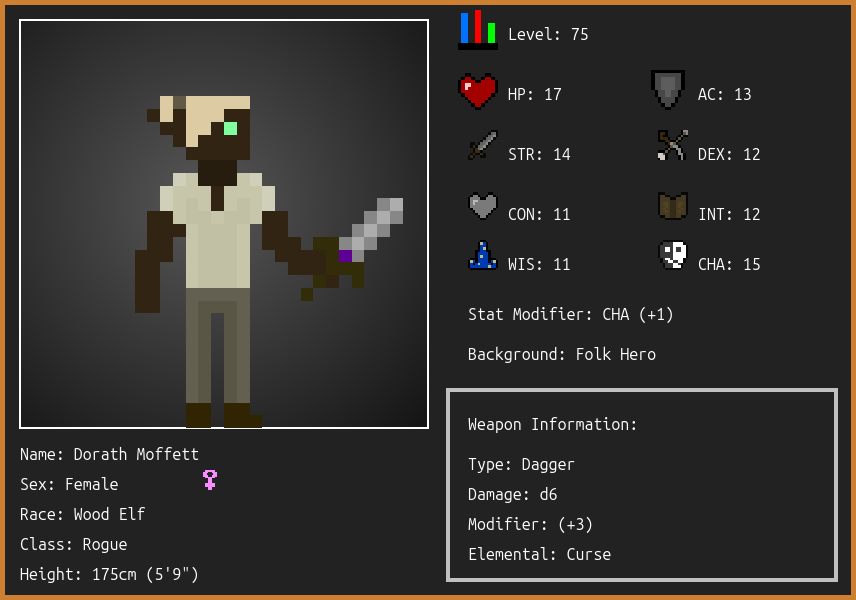 Level: 75
HP: 17
AC: 13
STR: 14
DEX: 12
CON: 11
INT: 12
WIS: 11
CHA: 15
Stat Modifier: CHA (+1)
Background: Folk Hero
Weapon Information:
Type: Dagger
Damage: d6
Modifier: (+3)
Elemental: Curse
Name: Dorath Moffett
Sex: Female
Race: Wood Elf
Class: Rogue
Height: 175cm (5'9")